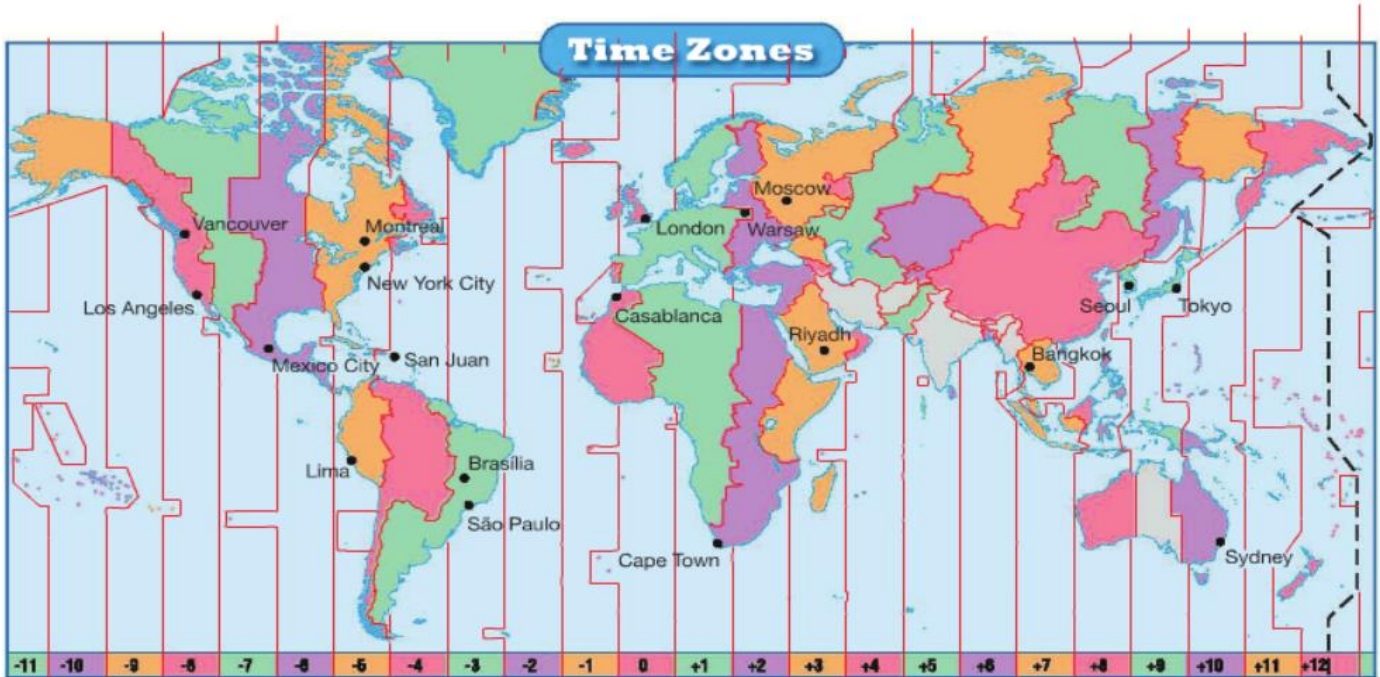 Time Zones
Moscow
Vancouver
Montreal
London
Warsaw
New York City
Los Angeles
Casablanca
Riyadh
Seoul
Tokyo
Mexico City
San Juan
Bangkok
Lima
Brasília
São Paulo
Cape Town
Sydney
-11 -10 -9 -8 -7 -6 -5 -4 -3 -2 -1 0 +1 +2 +3 +4 +5 +6 +7 +8 +9 +10 +11 +12